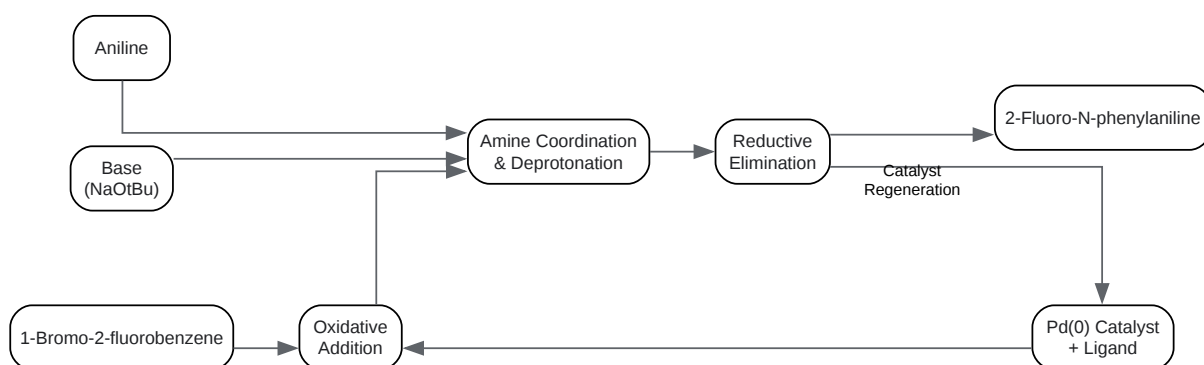 Aniline
Base
(NaOtBu)
1-Bromo-2-fluorobenzene
Oxidative
Addition
Amine Coordination
& Deprotonation
Reductive
Elimination
2-Fluoro-N-phenylaniline
Catalyst
Regeneration
Pd(0) Catalyst
+ Ligand